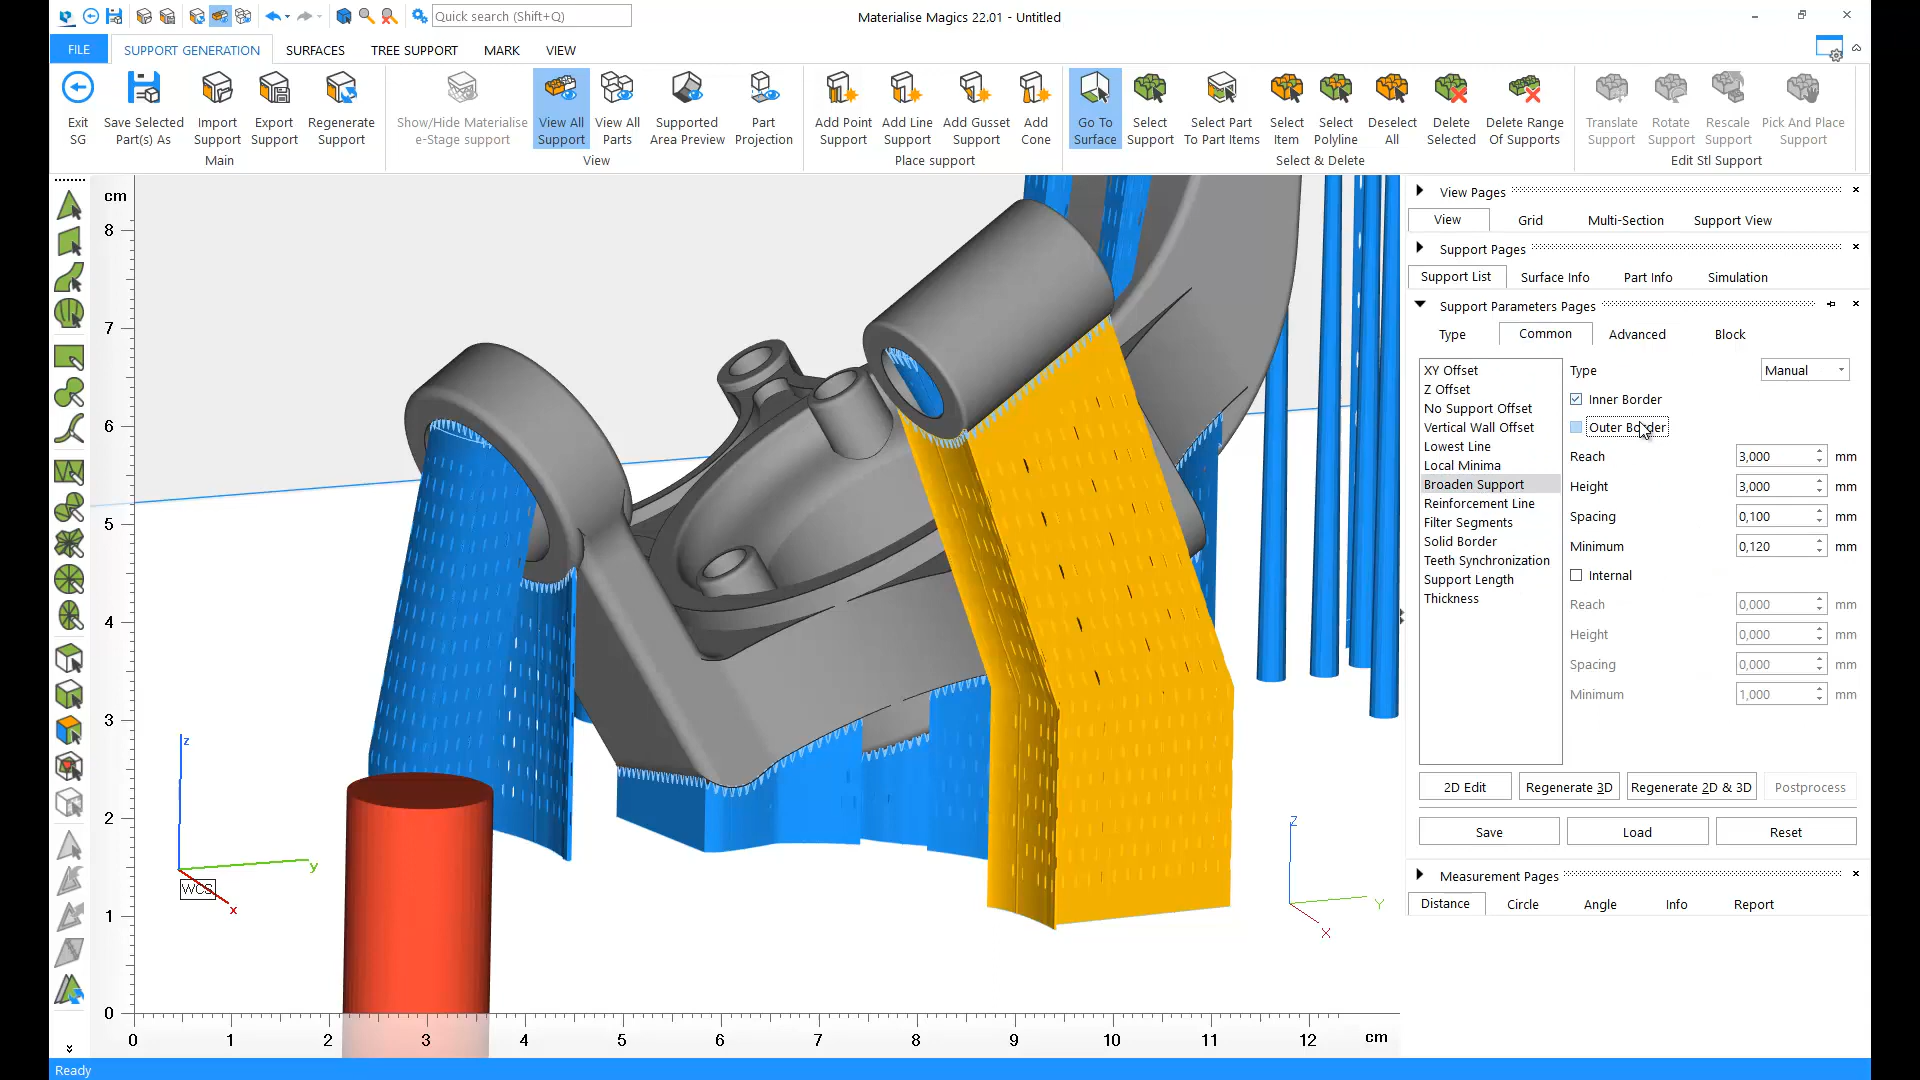 Quick search (Shift+Q)
Materialise Magics 22.01 - Untitled
FILE
SUPPORT GENERATION
SURFACES
TREE SUPPORT
MARK
VIEW
Exit SG
Save Selected Part(s) As
Import Support
Export Support
Regenerate Support
Main
Show/Hide Materialise e-Stage support
View All Support
View All Parts
Supported Area Preview
Part Projection
View
Add Point Support
Add Line Support
Add Gusset Support
Add Cone
Place support
Go To Surface
Select Support
Select Part To Part Items
Select Item
Select Polyline
Deselect All
Delete Selected
Delete Range Of Supports
Select & Delete
Translate Support
Rotate Support
Rescale Support
Pick And Place Support
Edit Stl Support
cm
8
7
6
5
4
3
2
1
0
z
y
WCS
x
Z
Y
X
0 1 2 3 4 5 6 7 8 9 10 11 12 cm
View Pages
View Grid Multi-Section Support View
Support Pages
Support List Surface Info Part Info Simulation
Support Parameters Pages
Type Common Advanced Block
XY Offset
Z Offset
No Support Offset
Vertical Wall Offset
Lowest Line
Local Minima
Broaden Support
Reinforcement Line
Filter Segments
Solid Border
Teeth Synchronization
Support Length
Thickness
Type Manual
Inner Border
Outer Border
Reach 3,000 mm
Height 3,000 mm
Spacing 0,100 mm
Minimum 0,120 mm
Internal
Reach 0,000 mm
Height 0,000 mm
Spacing 0,000 mm
Minimum 1,000 mm
2D Edit Regenerate 3D Regenerate 2D & 3D Postprocess
Save Load Reset
Measurement Pages
Distance Circle Angle Info Report
Ready